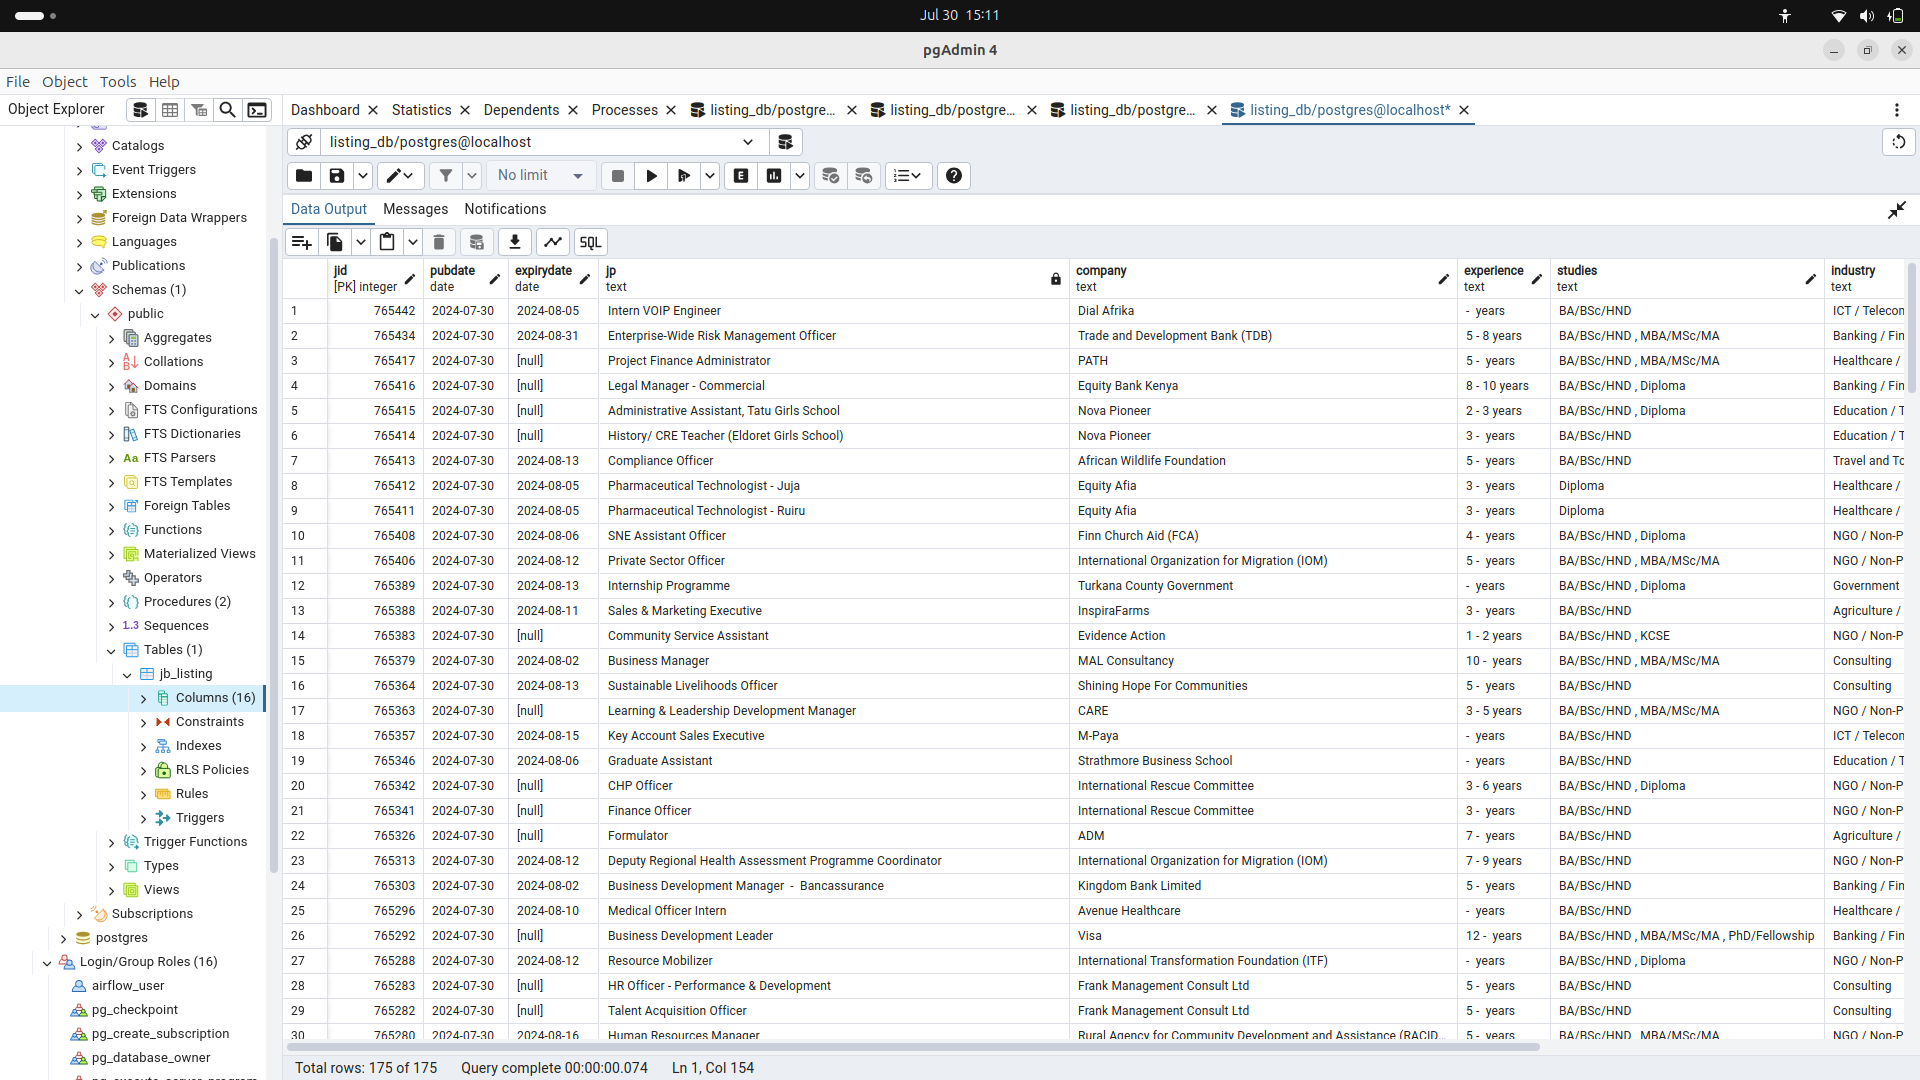 Jul 30 15:11
pgAdmin 4
File Object Tools Help
Object Explorer
Dashboard Statistics Dependents Processes listing_db/postgre... listing_db/postgre... listing_db/postgre... listing_db/postgres@localhost*
listing_db/postgres@localhost
No limit
Data Output Messages Notifications
SQL
Catalogs
Event Triggers
Extensions
Foreign Data Wrappers
Languages
Publications
Schemas (1)
public
Aggregates
Collations
Domains
FTS Configurations
FTS Dictionaries
Aa FTS Parsers
FTS Templates
Foreign Tables
Functions
Materialized Views
Operators
Procedures (2)
1.3 Sequences
Tables (1)
jb_listing
Columns (16)
Constraints
Indexes
RLS Policies
Rules
Triggers
Trigger Functions
Types
Views
Subscriptions
postgres
Login/Group Roles (16)
airflow_user
pg_checkpoint
pg_create_subscription
pg_database_owner
jid pubdate expirydate jp company experience studies industry
[PK] integer date date text text text text text
1 765442 2024-07-30 2024-08-05 Intern VOIP Engineer Dial Afrika - years BA/BSc/HND ICT / Telecon
2 765434 2024-07-30 2024-08-31 Enterprise-Wide Risk Management Officer Trade and Development Bank (TDB) 5 - 8 years BA/BSc/HND , MBA/MSc/MA Banking / Fin
3 765417 2024-07-30 [null] Project Finance Administrator PATH 5 - years BA/BSc/HND , MBA/MSc/MA Healthcare /
4 765416 2024-07-30 [null] Legal Manager - Commercial Equity Bank Kenya 8 - 10 years BA/BSc/HND , Diploma Banking / Fin
5 765415 2024-07-30 [null] Administrative Assistant, Tatu Girls School Nova Pioneer 2 - 3 years BA/BSc/HND , Diploma Education / T
6 765414 2024-07-30 [null] History/ CRE Teacher (Eldoret Girls School) Nova Pioneer 3 - years BA/BSc/HND Education / T
7 765413 2024-07-30 2024-08-13 Compliance Officer African Wildlife Foundation 5 - years BA/BSc/HND Travel and To
8 765412 2024-07-30 2024-08-05 Pharmaceutical Technologist - Juja Equity Afia 3 - years Diploma Healthcare /
9 765411 2024-07-30 2024-08-05 Pharmaceutical Technologist - Ruiru Equity Afia 3 - years Diploma Healthcare /
10 765408 2024-07-30 2024-08-06 SNE Assistant Officer Finn Church Aid (FCA) 4 - years BA/BSc/HND , Diploma NGO / Non-P
11 765406 2024-07-30 2024-08-12 Private Sector Officer International Organization for Migration (IOM) 5 - years BA/BSc/HND , MBA/MSc/MA NGO / Non-P
12 765389 2024-07-30 2024-08-13 Internship Programme Turkana County Government - years BA/BSc/HND , Diploma Government
13 765388 2024-07-30 2024-08-11 Sales & Marketing Executive InspiraFarms 3 - years BA/BSc/HND Agriculture /
14 765383 2024-07-30 [null] Community Service Assistant Evidence Action 1 - 2 years BA/BSc/HND , KCSE NGO / Non-P
15 765379 2024-07-30 2024-08-02 Business Manager MAL Consultancy 10 - years BA/BSc/HND , MBA/MSc/MA Consulting
16 765364 2024-07-30 2024-08-13 Sustainable Livelihoods Officer Shining Hope For Communities 5 - years BA/BSc/HND Consulting
17 765363 2024-07-30 [null] Learning & Leadership Development Manager CARE 3 - 5 years BA/BSc/HND , MBA/MSc/MA NGO / Non-P
18 765357 2024-07-30 2024-08-15 Key Account Sales Executive M-Paya - years BA/BSc/HND ICT / Telecon
19 765346 2024-07-30 2024-08-06 Graduate Assistant Strathmore Business School - years BA/BSc/HND Education / T
20 765342 2024-07-30 [null] CHP Officer International Rescue Committee 3 - 6 years BA/BSc/HND , Diploma NGO / Non-P
21 765341 2024-07-30 [null] Finance Officer International Rescue Committee 3 - years BA/BSc/HND NGO / Non-P
22 765326 2024-07-30 [null] Formulator ADM 7 - years BA/BSc/HND Agriculture /
23 765313 2024-07-30 2024-08-12 Deputy Regional Health Assessment Programme Coordinator International Organization for Migration (IOM) 7 - 9 years BA/BSc/HND NGO / Non-P
24 765303 2024-07-30 2024-08-02 Business Development Manager - Bancassurance Kingdom Bank Limited 5 - years BA/BSc/HND Banking / Fin
25 765296 2024-07-30 2024-08-10 Medical Officer Intern Avenue Healthcare - years BA/BSc/HND Healthcare /
26 765292 2024-07-30 [null] Business Development Leader Visa 12 - years BA/BSc/HND , MBA/MSc/MA , PhD/Fellowship Banking / Fin
27 765288 2024-07-30 2024-08-12 Resource Mobilizer International Transformation Foundation (ITF) - years BA/BSc/HND , Diploma NGO / Non-P
28 765283 2024-07-30 [null] HR Officer - Performance & Development Frank Management Consult Ltd 5 - years BA/BSc/HND Consulting
29 765282 2024-07-30 [null] Talent Acquisition Officer Frank Management Consult Ltd 5 - years BA/BSc/HND Consulting
30 765280 2024-07-30 2024-08-16 Human Resources Manager Rural Agency for Community Development and Assistance (RACID... 5 - years BA/BSc/HND , MBA/MSc/MA NGO / Non-P
Total rows: 175 of 175 Query complete 00:00:00.074 Ln 1, Col 154